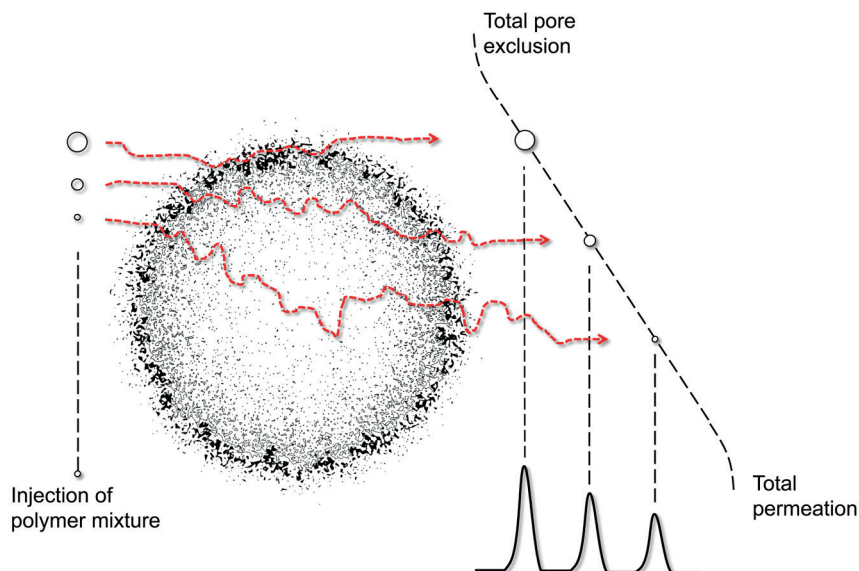 Total pore
exclusion
Injection of
polymer mixture
Total
permeation